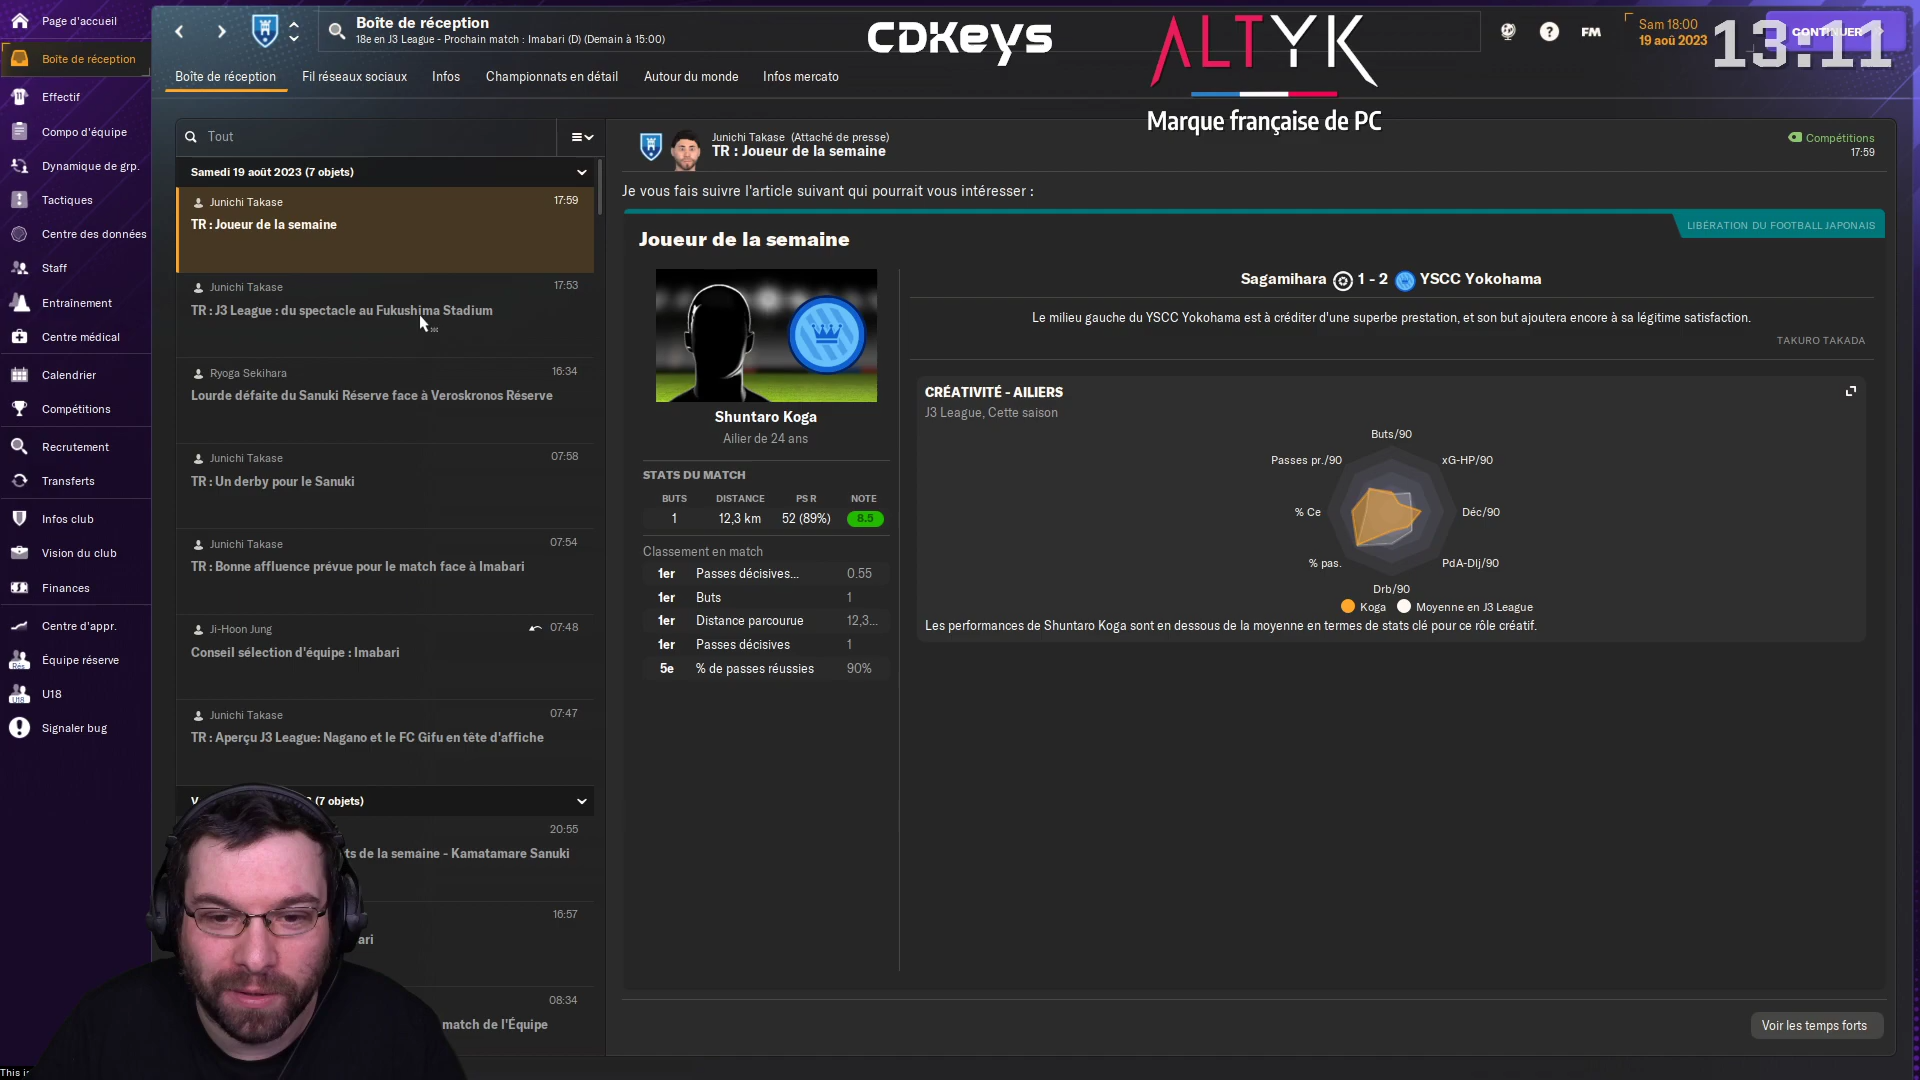 Page d'accueil
Boîte de réception
Effectif
Compo d'équipe
Dynamique de grp.
Tactiques
Centre des données
Staff
Entraînement
Centre médical
Calendrier
Compétitions
Recrutement
Transferts
Infos club
Vision du club
Finances
Centre d'appr.
Équipe réserve
U18
Signaler bug
Boîte de réception
18e en J3 League - Prochain match : Imabari (D) (Demain à 15:00)
CDKeys
ALTYK
Marque française de PC
FM
Sam 18:00
19 aoû 2023
CONTINUER
13:11
Boîte de réception
Fil réseaux sociaux
Infos
Championnats en détail
Autour du monde
Infos mercato
Tout
Samedi 19 août 2023 (7 objets)
Junichi Takase 17:59
TR : Joueur de la semaine
Junichi Takase 17:53
TR : J3 League : du spectacle au Fukushima Stadium
Ryoga Sekihara 16:34
Lourde défaite du Sanuki Réserve face à Veroskronos Réserve
Junichi Takase 07:58
TR : Un derby pour le Sanuki
Junichi Takase 07:54
TR : Bonne affluence prévue pour le match face à Imabari
Ji-Hoon Jung 07:48
Conseil sélection d'équipe : Imabari
Junichi Takase 07:47
TR : Aperçu J3 League: Nagano et le FC Gifu en tête d'affiche
(7 objets)
20:55
de la semaine - Kamatamare Sanuki
16:57
08:34
match de l'Équipe
Junichi Takase (Attaché de presse)
TR : Joueur de la semaine
Compétitions
17:59
Je vous fais suivre l'article suivant qui pourrait vous intéresser :
LIBÉRATION DU FOOTBALL JAPONAIS
Joueur de la semaine
Shuntaro Koga
Ailier de 24 ans
STATS DU MATCH
BUTS DISTANCE PS R NOTE
1 12,3 km 52 (89%) 8.5
Classement en match
1er Passes décisives... 0.55
1er Buts 1
1er Distance parcourue 12,3...
1er Passes décisives 1
5e % de passes réussies 90%
Sagamihara 1 - 2 YSCC Yokohama
Le milieu gauche du YSCC Yokohama est à créditer d'une superbe prestation, et son but ajoutera encore à sa légitime satisfaction.
TAKURO TAKADA
CRÉATIVITÉ - AILIERS
J3 League, Cette saison
Buts/90
Passes pr./90
xG-HP/90
% Ce
Déc/90
% pas.
PdA-DIj/90
Drb/90
Koga Moyenne en J3 League
Les performances de Shuntaro Koga sont en dessous de la moyenne en termes de stats clé pour ce rôle créatif.
Voir les temps forts